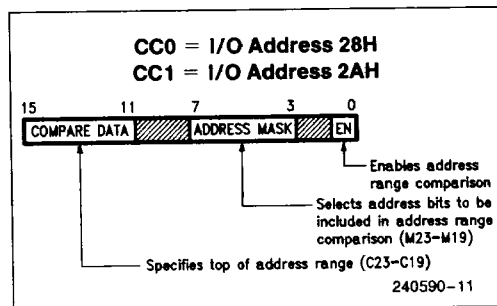 CC0 = I/O Address 28H
CC1 = I/O Address 2AH
15 11 7 3 0
COMPARE DATA ADDRESS MASK EN
Enables address
range comparison
Selects address bits to be
included in address range
comparison (M23-M19)
Specifies top of address range (C23-C19)
240590-11